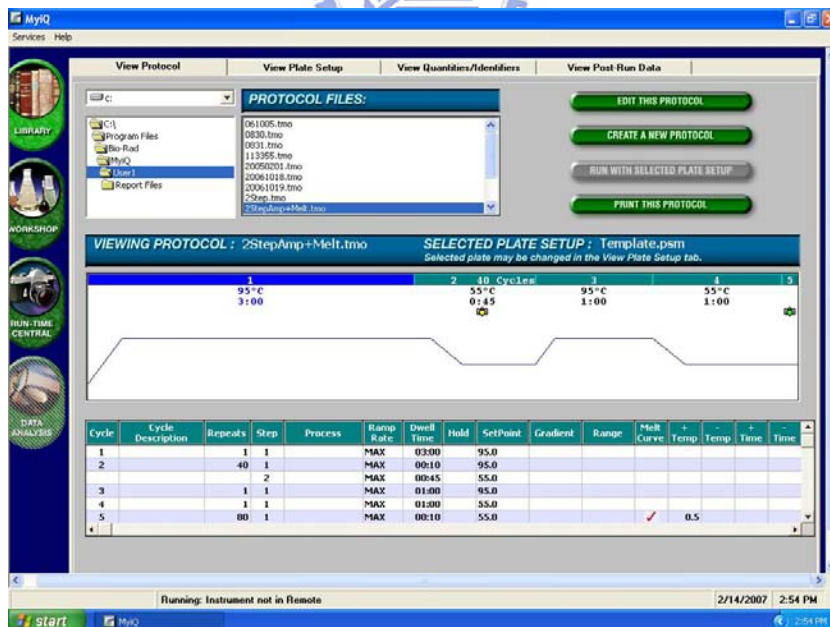 MyiQ
Services Help
View Protocol View Plate Setup View Quantities/Identifiers View Post-Run Data
c:
C:\
Program Files
Bio-Rad
MyiQ
User1
Report Files
PROTOCOL FILES:
061005.tmo
0830.tmo
0831.tmo
113355.tmo
20050201.tmo
20061018.tmo
20061019.tmo
2Step.tmo
2StepAmp+Melt.tmo
EDIT THIS PROTOCOL
CREATE A NEW PROTOCOL
RUN WITH SELECTED PLATE SETUP
PRINT THIS PROTOCOL
LIBRARY
WORKSHOP
RUN-TIME
CENTRAL
DATA
ANALYSIS
VIEWING PROTOCOL : 2StepAmp+Melt.tmo
SELECTED PLATE SETUP : Template.psm
Selected plate may be changed in the View Plate Setup tab.
1 2 40 Cycles 3 4 5
95°C 55°C 95°C 55°C
3:00 0:45 1:00 1:00
Cycle Cycle Description Repeats Step Process Ramp Rate Dwell Time Hold SetPoint Gradient Range Melt Curve + Temp - Temp + Time - Time
1 1 1 MAX 03:00 95.0
2 40 1 MAX 00:10 95.0
2 MAX 00:45 55.0
3 1 1 MAX 01:00 95.0
4 1 1 MAX 01:00 55.0
5 80 1 MAX 00:10 55.0 ✓ 0.5
Running: Instrument not in Remote
2/14/2007 2:54 PM
start MyiQ 2:54 PM